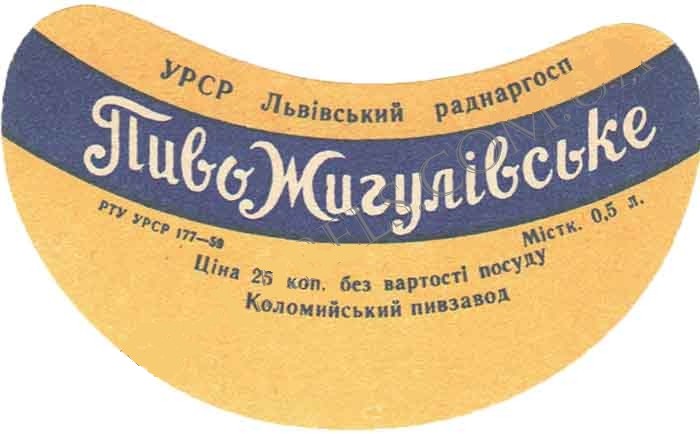 УРСР Львівський раднаргосп
Пиво Жигулівське
РТУ УРСР 177—59
Містк. 0,5 л.
Ціна 25 коп. без вартості посуду
Коломийський пивзавод